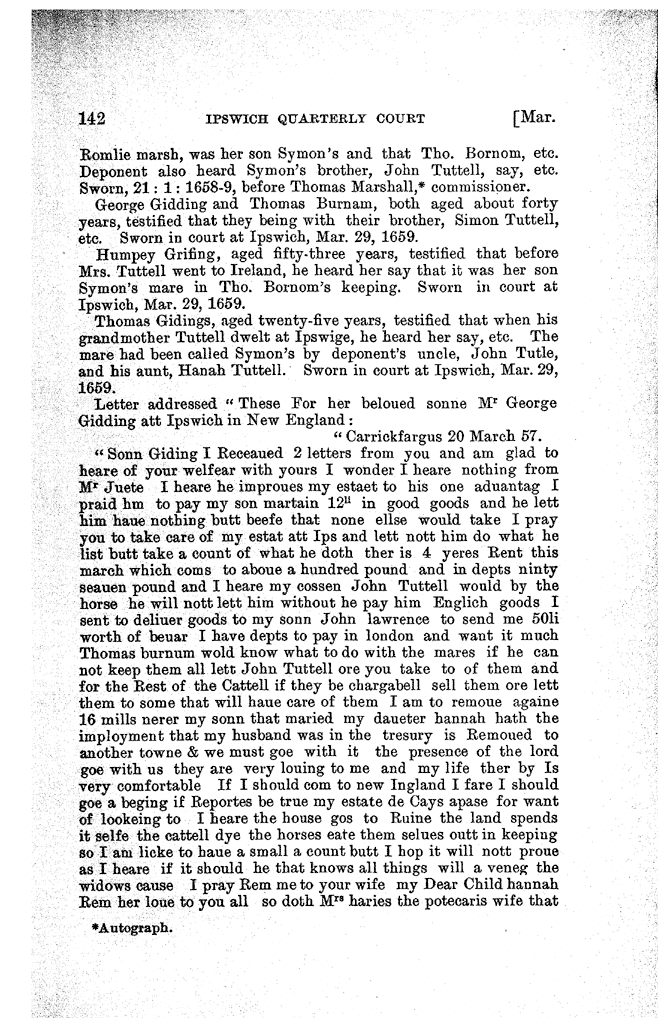 142 IPSWICH QUARTERLY COURT [Mar.
Romlie marsh, was her son Symon's and that Tho. Bornom, etc.
Deponent also heard Symon's brother, John Tuttell, say, etc.
Sworn, 21 : 1 : 1658-9, before Thomas Marshall,* commissioner.
George Gidding and Thomas Burnam, both aged about forty
years, testified that they being with their brother, Simon Tuttell,
etc. Sworn in court at Ipswich, Mar. 29, 1659.
Humpey Grifing, aged fifty-three years, testified that before
Mrs. Tuttell went to Ireland, he heard her say that it was her son
Symon's mare in Tho. Bornom's keeping. Sworn in court at
Ipswich, Mar. 29, 1659.
Thomas Gidings, aged twenty-five years, testified that when his
grandmother Tuttell dwelt at Ipswige, he heard her say, etc. The
mare had been called Symon's by deponent's uncle, John Tutle,
and his aunt, Hanah Tuttell. Sworn in court at Ipswich, Mar. 29,
1659.
Letter addressed “ These For her beloued sonne Mr George
Gidding att Ipswich in New England :
“ Carrickfargus 20 March 57.
“ Sonn Giding I Receaued 2 letters from you and am glad to
heare of your welfear with yours I wonder I heare nothing from
Mr Juete I heare he improues my estaet to his one aduantag I
praid hm to pay my son martain 12li in good goods and he lett
him haue nothing butt beefe that none ellse would take I pray
you to take care of my estat att Ips and lett nott him do what he
list butt take a count of what he doth ther is 4 yeres Rent this
march which coms to aboue a hundred pound and in depts ninty
seauen pound and I heare my cossen John Tuttell would by the
horse he will nott lett him without he pay him Englich goods I
sent to deliuer goods to my sonn John lawrence to send me 50li
worth of beuar I have depts to pay in london and want it much
Thomas burnum wold know what to do with the mares if he can
not keep them all lett John Tuttell ore you take to of them and
for the Rest of the Cattell if they be chargabell sell them ore lett
them to some that will haue care of them I am to remoue againe
16 mills nerer my sonn that maried my daueter hannah hath the
imployment that my husband was in the tresury is Remoued to
another towne & we must goe with it the presence of the lord
goe with us they are very louing to me and my life ther by Is
very comfortable If I should com to new Ingland I fare I should
goe a beging if Reportes be true my estate de Cays apase for want
of lookeing to I heare the house gos to Ruine the land spends
it selfe the cattell dye the horses eate them selues outt in keeping
so I am licke to haue a small a count butt I hop it will nott proue
as I heare if it should he that knows all things will a veneg the
widows cause I pray Rem me to your wife my Dear Child hannah
Rem her loue to you all so doth Mrs haries the potecaris wife that
*Autograph.